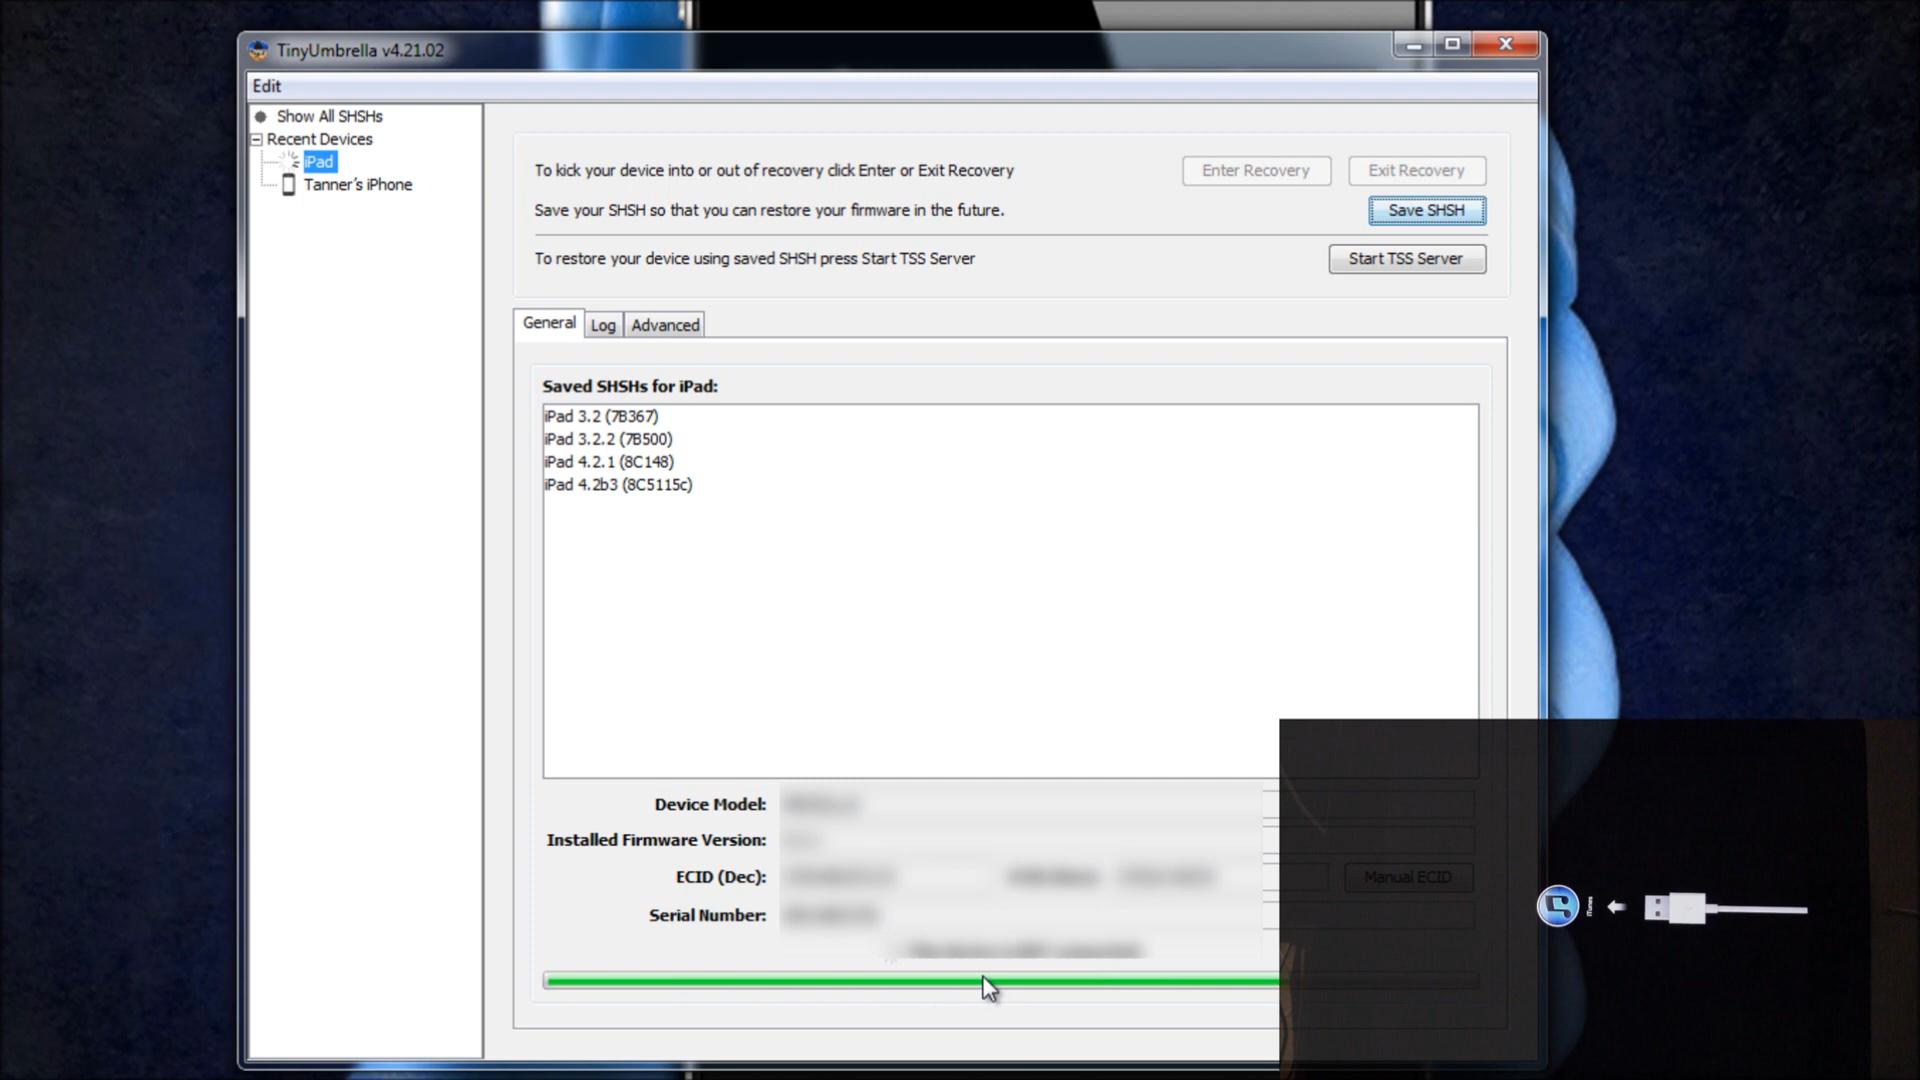 TinyUmbrella v4.21.02
Edit
Show All SHSHs
Recent Devices
iPad
Tanner's iPhone
To kick your device into or out of recovery click Enter or Exit Recovery
Enter Recovery
Exit Recovery
Save your SHSH so that you can restore your firmware in the future.
Save SHSH
To restore your device using saved SHSH press Start TSS Server
Start TSS Server
General
Log
Advanced
Saved SHSHs for iPad:
iPad 3.2 (7B367)
iPad 3.2.2 (7B500)
iPad 4.2.1 (8C148)
iPad 4.2b3 (8C5115c)
Device Model:
Installed Firmware Version:
ECID (Dec):
Manual ECID
Serial Number:
iTunes